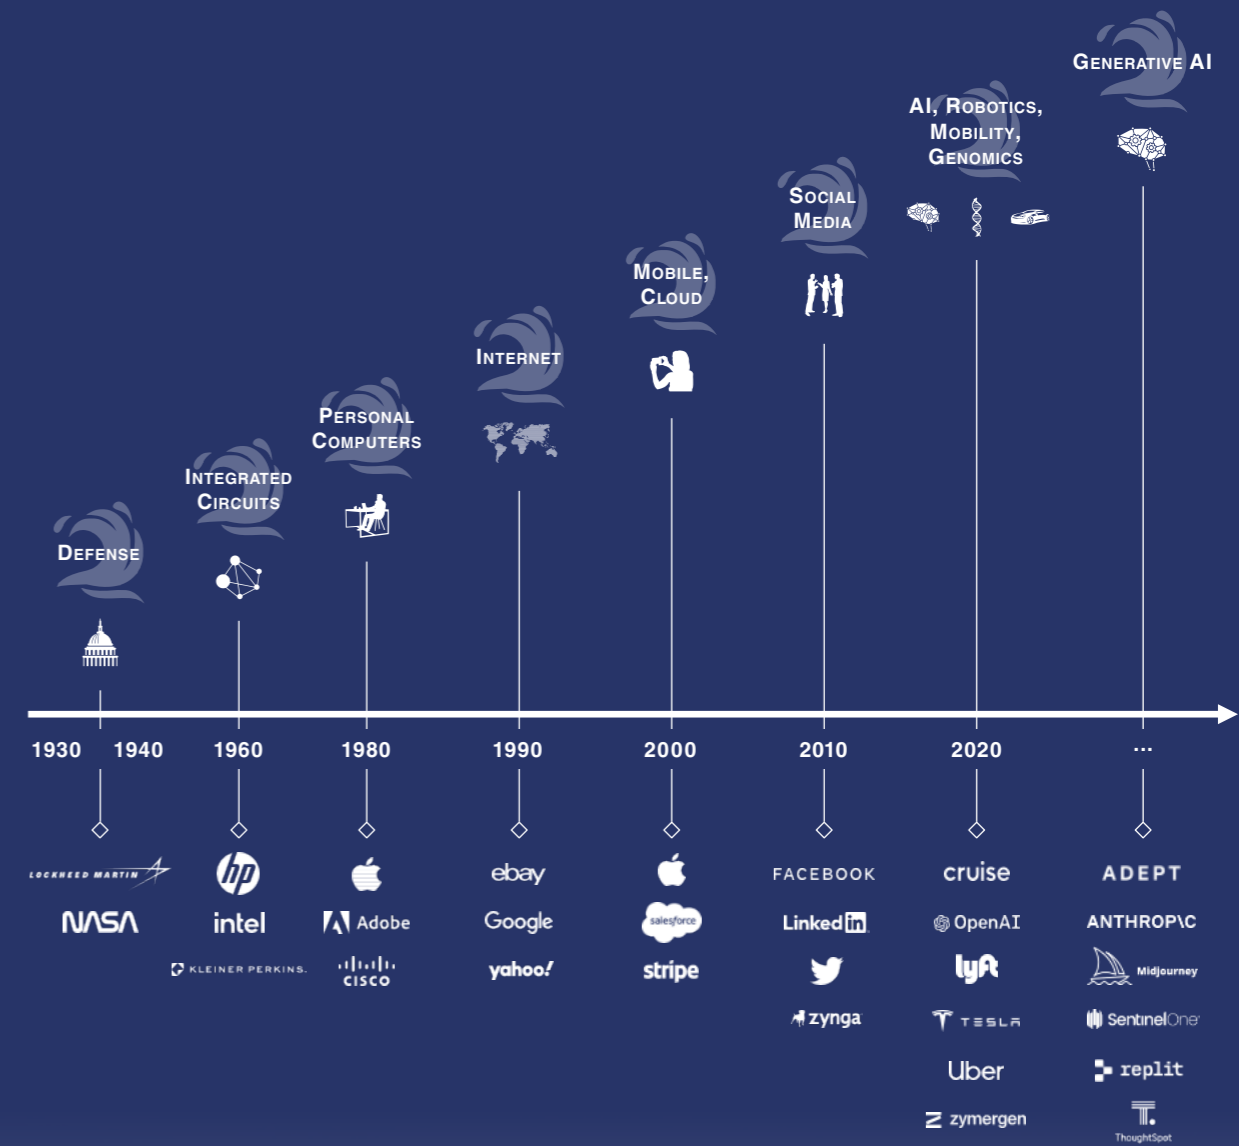 GENERATIVE AI
AI, ROBOTICS,
MOBILITY,
GENOMICS
SOCIAL
MEDIA
MOBILE,
CLOUD
INTERNET
PERSONAL
COMPUTERS
INTEGRATED
CIRCUITS
DEFENSE
1930 1940 1960 1980 1990 2000 2010 2020 ...
LOCKHEED MARTIN
NASA
hp
intel
KLEINER PERKINS.
Adobe
CISCO
ebay
Google
yahoo!
salesforce
stripe
FACEBOOK
Linkedin
zynga
cruise
OpenAI
lyft
TESLA
Uber
zymergen
ADEPT
ANTHROP\C
Midjourney
SentinelOne
replit
T.
ThoughtSpot